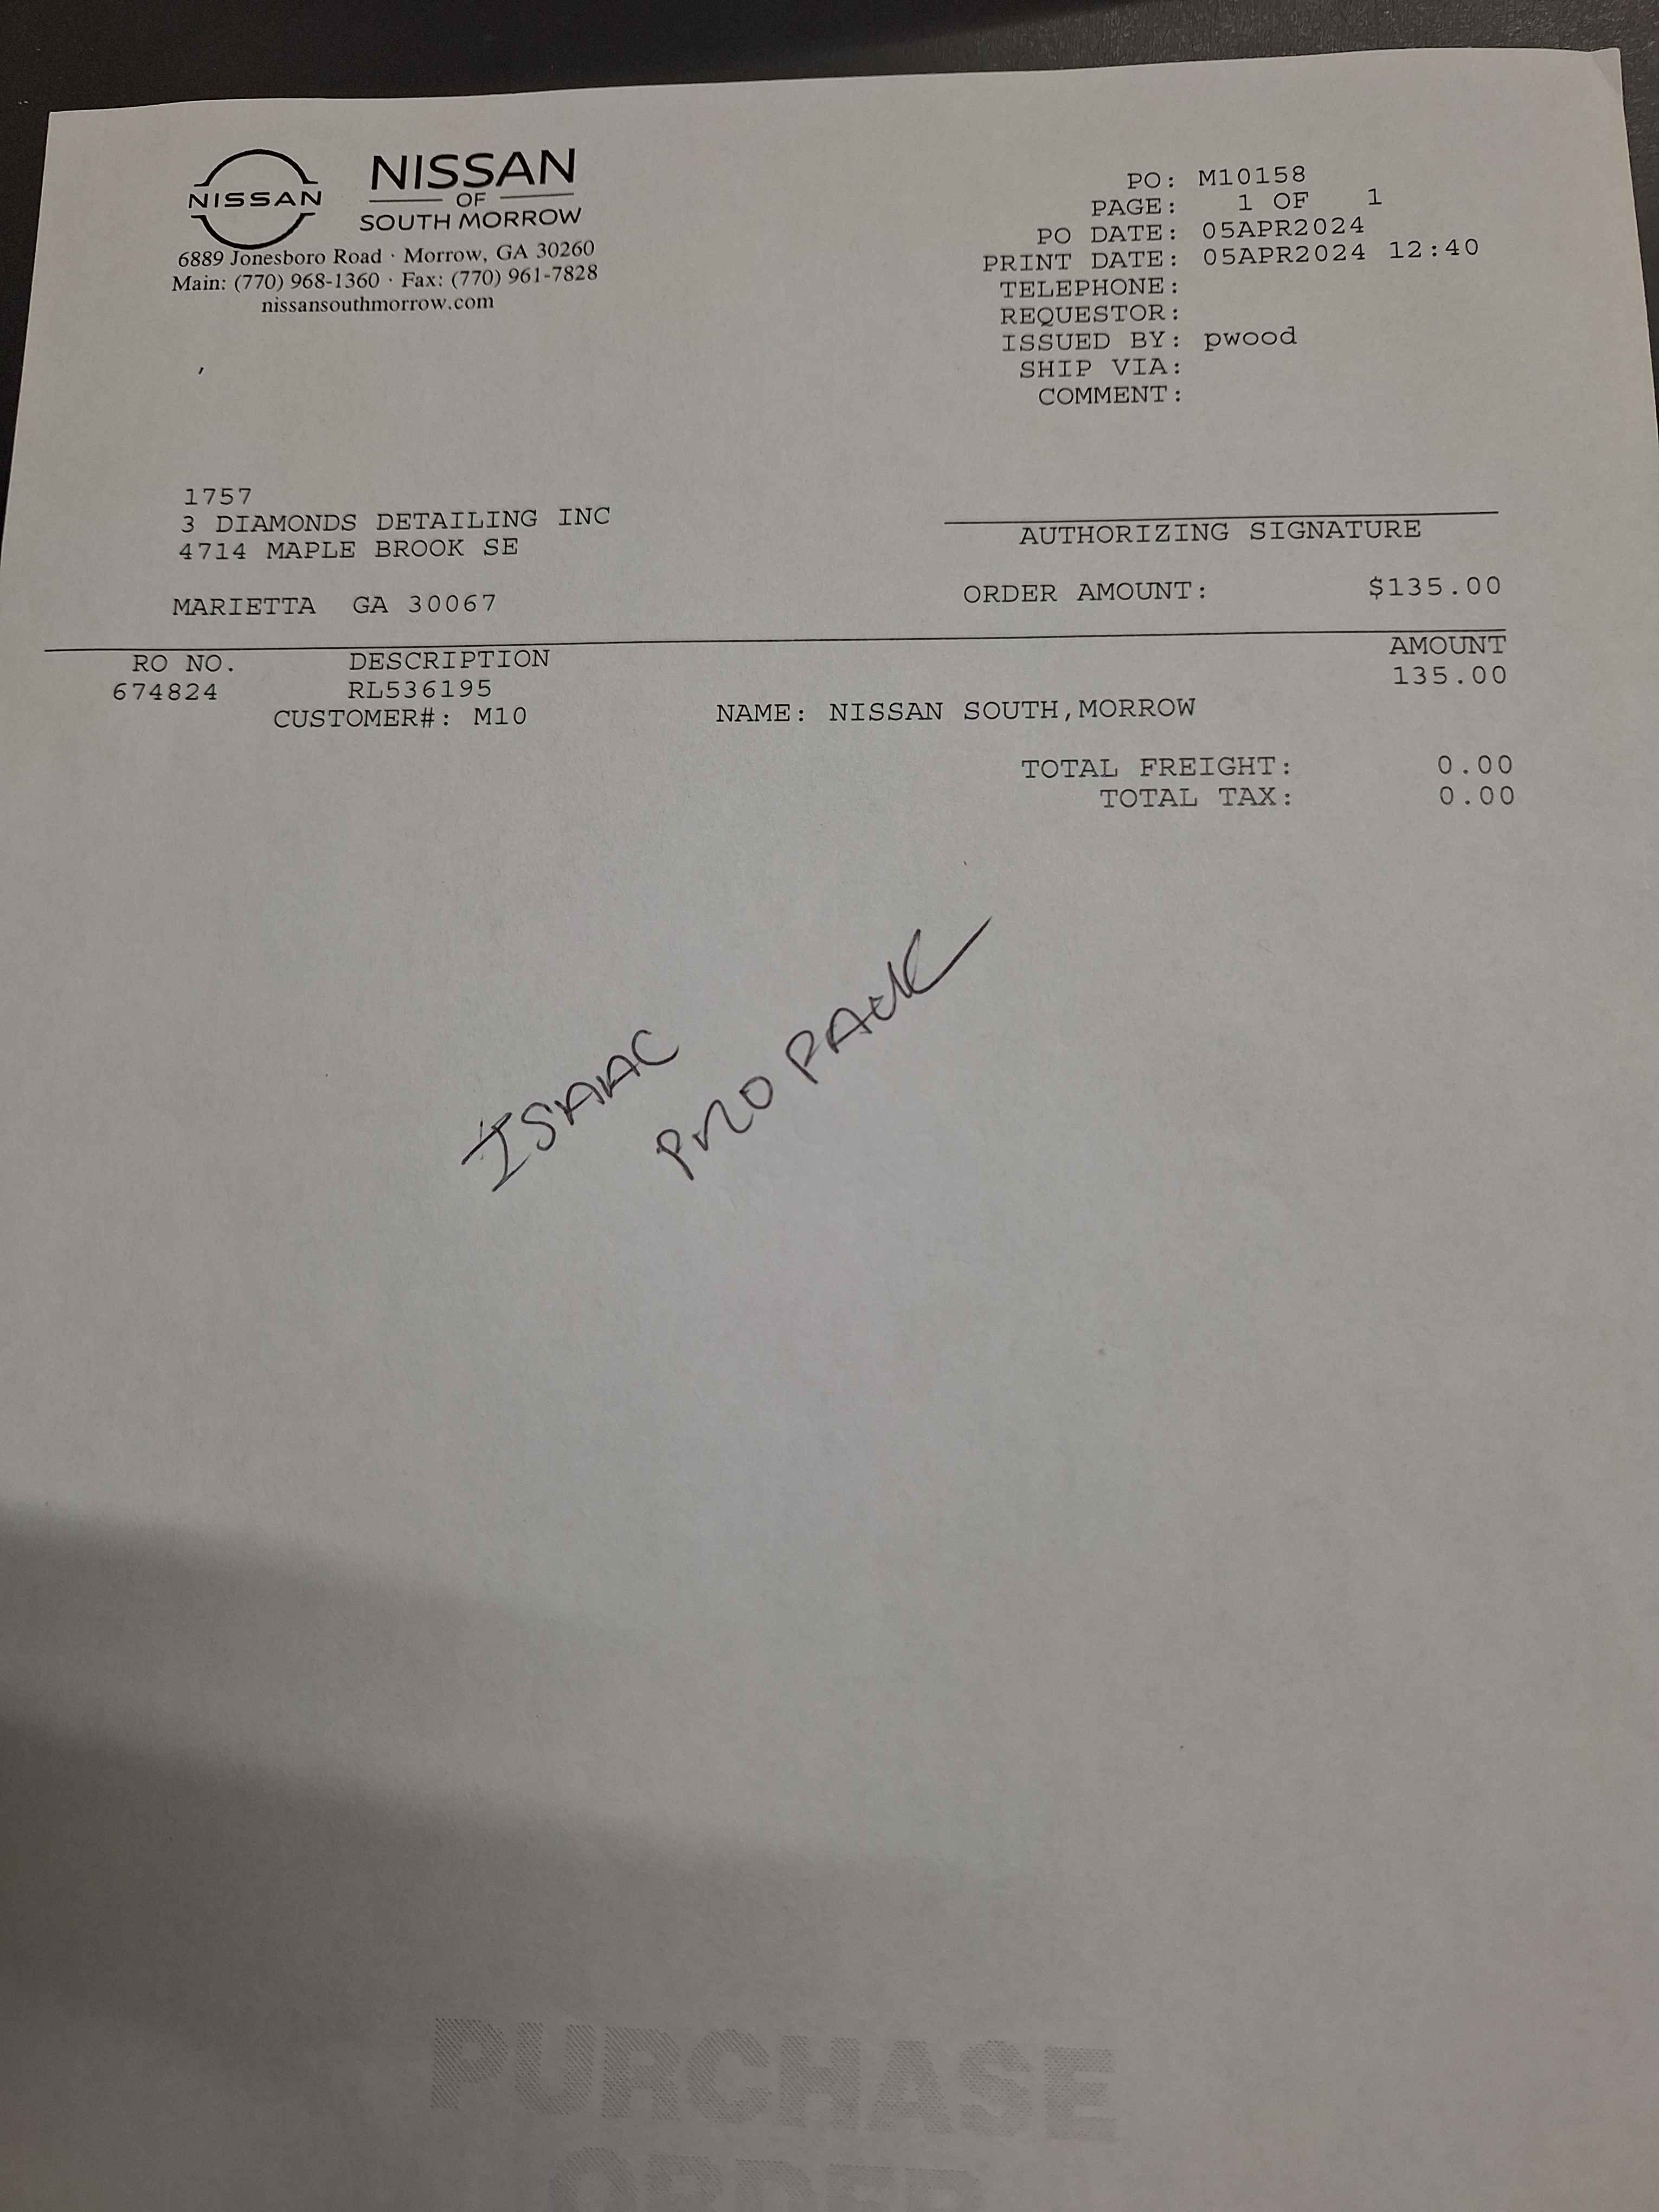 NISSAN
NISSAN
OF
SOUTH MORROW
6889 Jonesboro Road · Morrow, GA 30260
Main: (770) 968-1360 · Fax: (770) 961-7828
nissansouthmorrow.com
PO: M10158
PAGE: 1 OF 1
PO DATE: 05APR2024
PRINT DATE: 05APR2024 12:40
TELEPHONE:
REQUESTOR:
ISSUED BY: pwood
SHIP VIA:
COMMENT:
,
1757
3 DIAMONDS DETAILING INC
4714 MAPLE BROOK SE
MARIETTA GA 30067
AUTHORIZING SIGNATURE
ORDER AMOUNT: $135.00
RO NO. DESCRIPTION AMOUNT
674824 RL536195 135.00
CUSTOMER#: M10 NAME: NISSAN SOUTH,MORROW
TOTAL FREIGHT: 0.00
TOTAL TAX: 0.00
ISAAC
PRO PACK
PURCHASE
ORDER